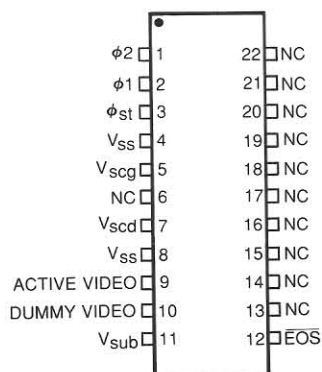 ϕ2 1 22 NC
ϕ1 2 21 NC
ϕst 3 20 NC
Vss 4 19 NC
Vscg 5 18 NC
NC 6 17 NC
Vscd 7 16 NC
Vss 8 15 NC
ACTIVE VIDEO 9 14 NC
DUMMY VIDEO 10 13 NC
Vsub 11 12 E̅O̅S̅